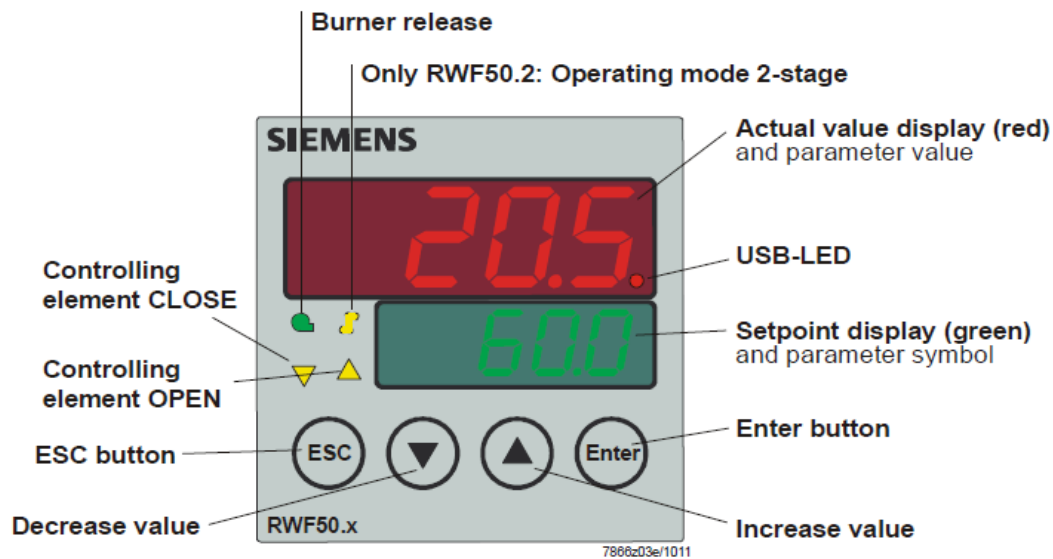 Burner release
Only RWF50.2: Operating mode 2-stage
SIEMENS
Actual value display (red)
and parameter value
20.5.
USB-LED
Controlling
element CLOSE
60.0
Setpoint display (green)
and parameter symbol
Controlling
element OPEN
ESC button
ESC
Enter
Enter button
Decrease value
RWF50.x
Increase value
7866z03e/1011